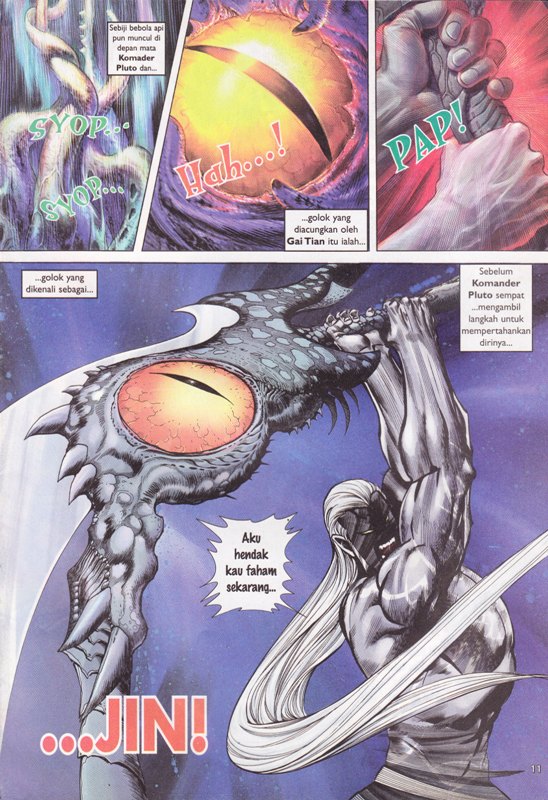 Sebiji bebola api
pun muncul di
depan mata
Komader
Pluto dan...
SYOP...
SYOP...
Hah...!
...golok yang
diacungkan oleh
Gai Tian itu ialah...
PAP!
...golok yang
dikenali sebagai...
Sebelum
Komander
Pluto sempat
...mengambil
langkah untuk
mempertahankan
dirinya...
Aku
hendak
kau faham
sekarang...
...JIN!
11